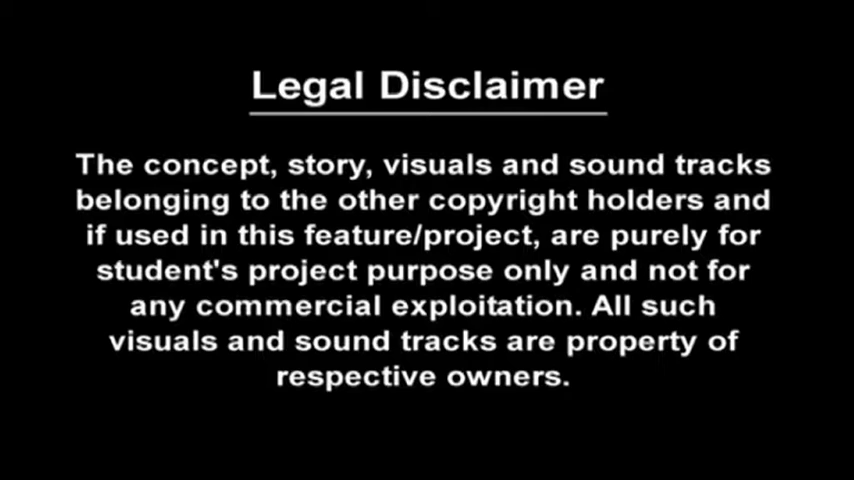 Legal Disclaimer
The concept, story, visuals and sound tracks
belonging to the other copyright holders and
if used in this feature/project, are purely for
student's project purpose only and not for
any commercial exploitation. All such
visuals and sound tracks are property of
respective owners.